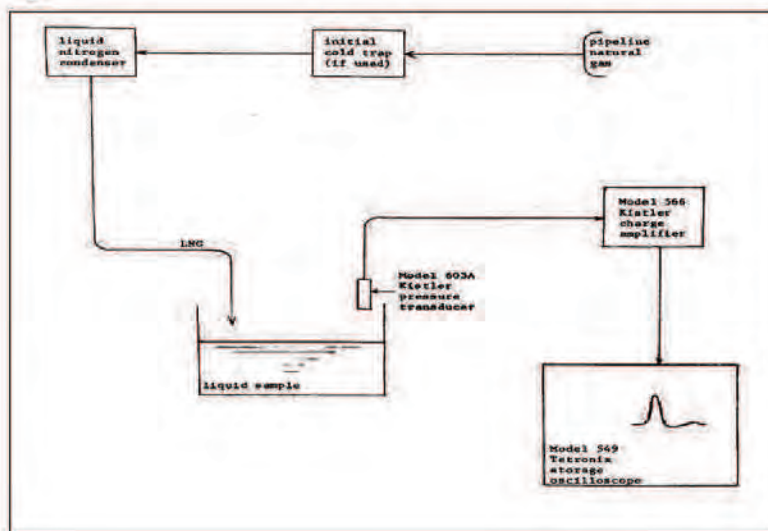 liquid
nitrogen
condenser
initial
cold trap
(if used)
pipeline
natural
gas
LNG
Model 603A
Kistler
pressure
transducer
Model 566
Kistler
charge
amplifier
liquid sample
Model 549
Tetronix
storage
oscilloscope